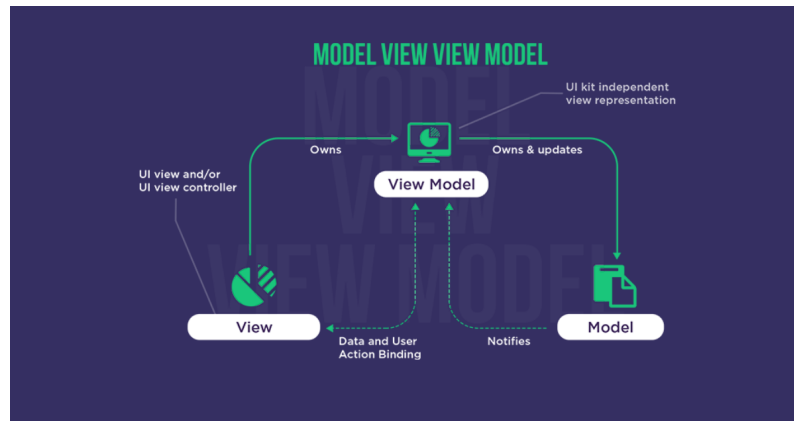 MODEL VIEW VIEW MODEL
MODEL
VIEW
VIEW MODEL
UI kit independent
view representation
Owns
Owns & updates
UI view and/or
UI view controller
View Model
View
Model
Data and User
Action Binding
Notifies